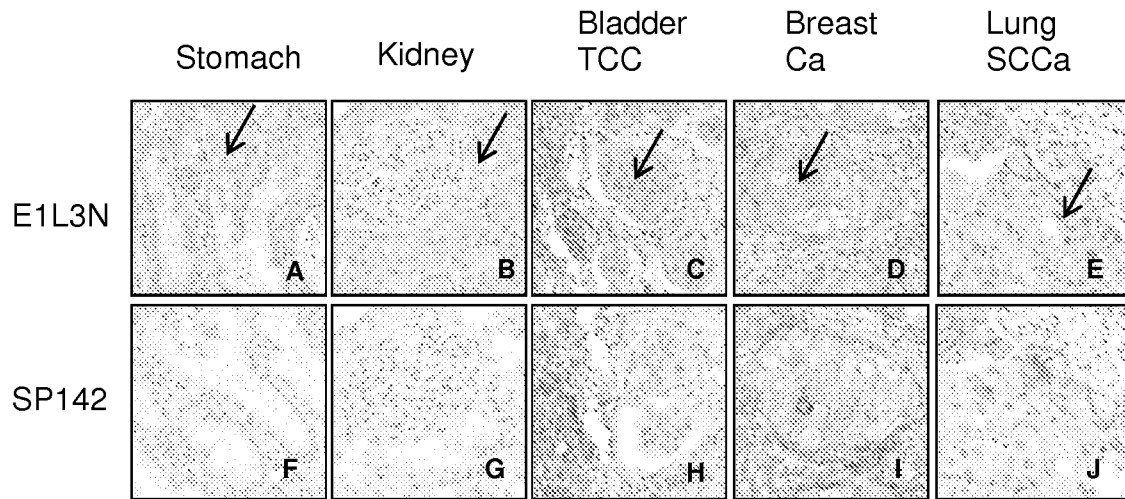 Stomach
Kidney
Bladder
TCC
Breast
Ca
Lung
SCCa
E1L3N
A
B
C
D
E
SP142
F
G
H
I
J